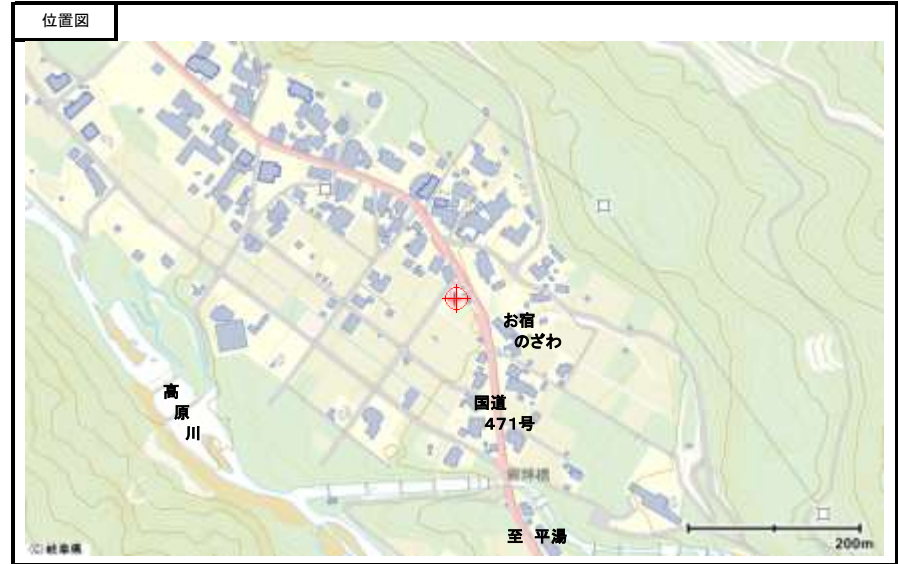 位置図
お宿
のざわ
国道
471号
高
原
川
至 平湯
200m
(C) 岐阜県